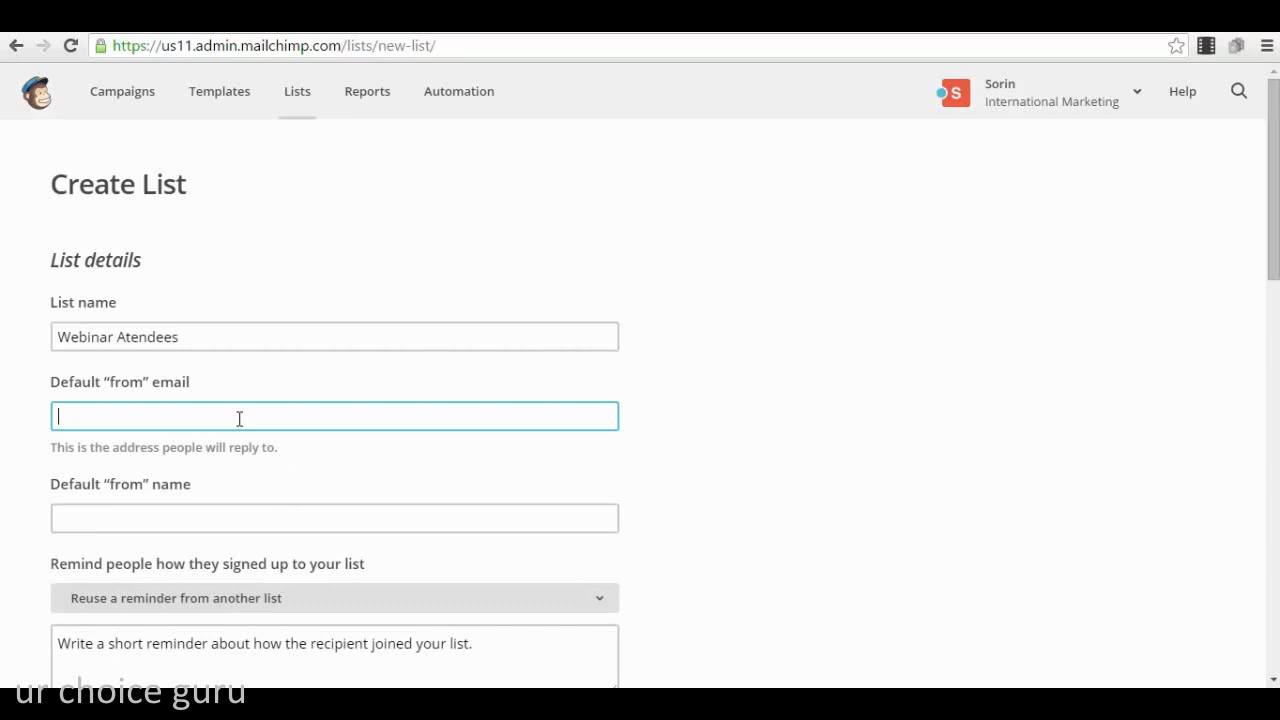 https://us11.admin.mailchimp.com/lists/new-list/
Campaigns Templates Lists Reports Automation S Sorin Help
International Marketing
Create List
List details
List name
Webinar Atendees
Default “from” email
This is the address people will reply to.
Default “from” name
Remind people how they signed up to your list
Reuse a reminder from another list
Write a short reminder about how the recipient joined your list.
ur choice guru